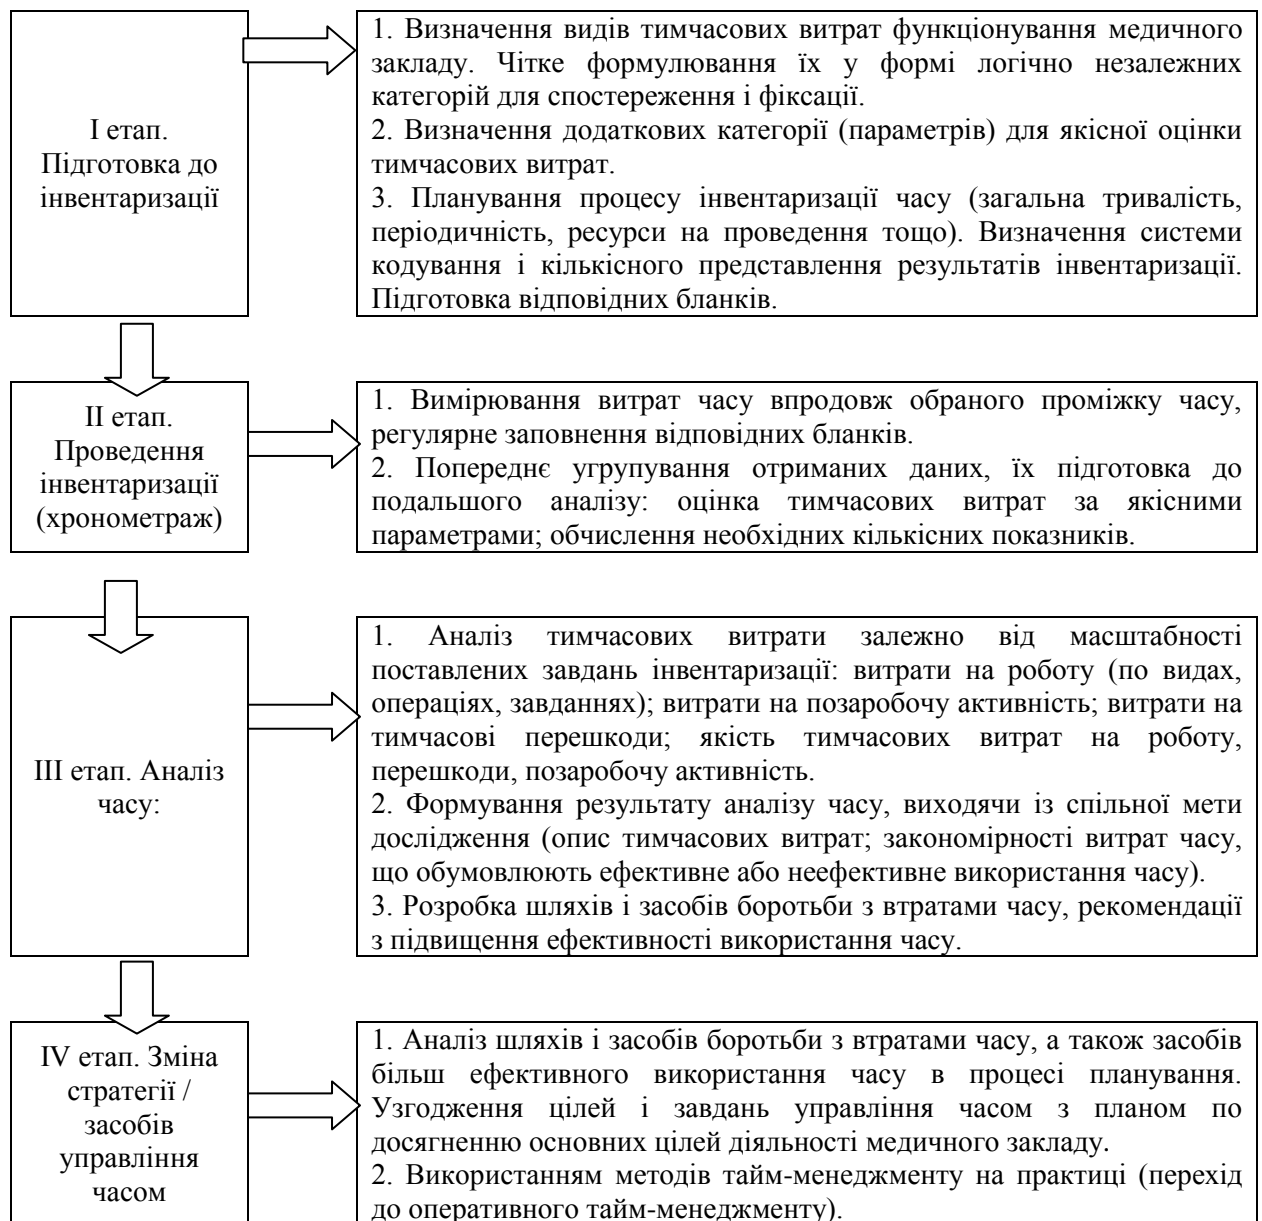 І етап.
Підготовка до
інвентаризації
1. Визначення видів тимчасових витрат функціонування медичного
закладу. Чітке формулювання їх у формі логічно незалежних
категорій для спостереження і фіксації.
2. Визначення додаткових категорії (параметрів) для якісної оцінки
тимчасових витрат.
3. Планування процесу інвентаризації часу (загальна тривалість,
періодичність, ресурси на проведення тощо). Визначення системи
кодування і кількісного представлення результатів інвентаризації.
Підготовка відповідних бланків.
ІІ етап.
Проведення
інвентаризації
(хронометраж)
1. Вимірювання витрат часу впродовж обраного проміжку часу,
регулярне заповнення відповідних бланків.
2. Попереднє угрупування отриманих даних, їх підготовка до
подальшого аналізу: оцінка тимчасових витрат за якісними
параметрами; обчислення необхідних кількісних показників.
ІІІ етап. Аналіз
часу:
1. Аналіз тимчасових витрати залежно від масштабності
поставлених завдань інвентаризації: витрати на роботу (по видах,
операціях, завданнях); витрати на позаробочу активність; витрати на
тимчасові перешкоди; якість тимчасових витрат на роботу,
перешкоди, позаробочу активність.
2. Формування результату аналізу часу, виходячи із спільної мети
дослідження (опис тимчасових витрат; закономірності витрат часу,
що обумовлюють ефективне або неефективне використання часу).
3. Розробка шляхів і засобів боротьби з втратами часу, рекомендації
з підвищення ефективності використання часу.
IV етап. Зміна
стратегії /
засобів
управління
часом
1. Аналіз шляхів і засобів боротьби з втратами часу, а також засобів
більш ефективного використання часу в процесі планування.
Узгодження цілей і завдань управління часом з планом по
досягненню основних цілей діяльності медичного закладу.
2. Використанням методів тайм-менеджменту на практиці (перехід
до оперативного тайм-менеджменту).